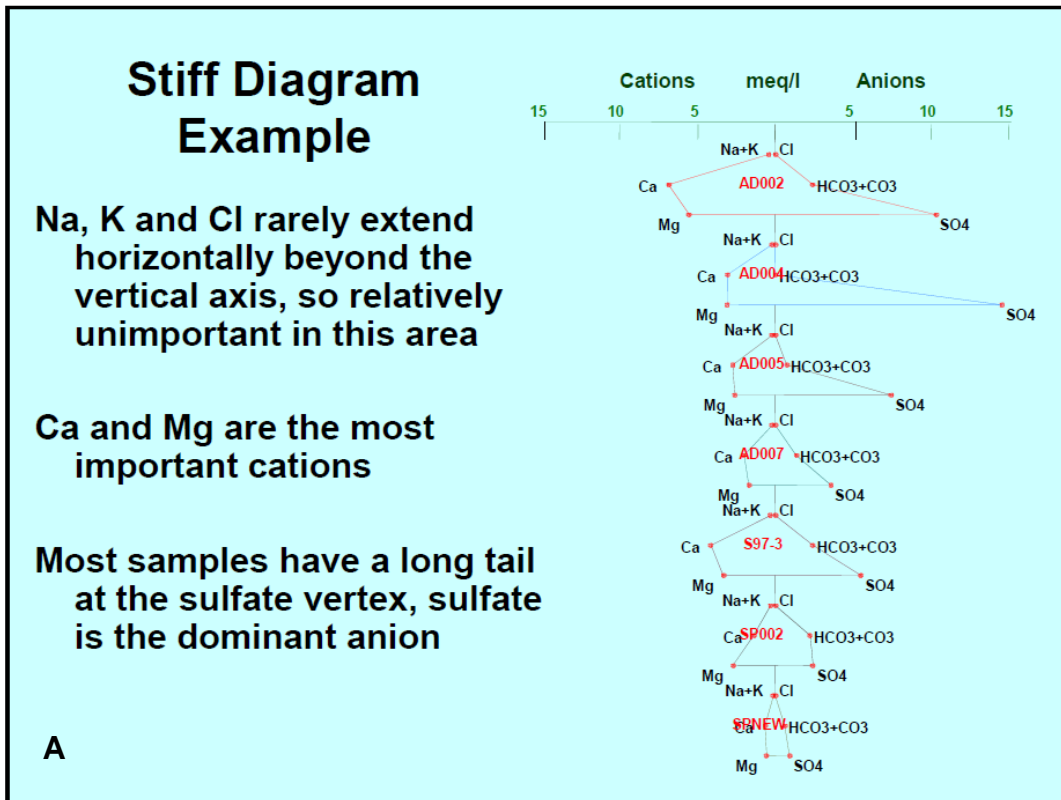 Stiff Diagram
Example
Na, K and Cl rarely extend
horizontally beyond the
vertical axis, so relatively
unimportant in this area
Ca and Mg are the most
important cations
Most samples have a long tail
at the sulfate vertex, sulfate
is the dominant anion
A
Cations meq/l Anions
15 10 5 5 10 15
Na+K Cl
Ca AD002 HCO3+CO3
Mg SO4
Na+K Cl
Ca AD004 HCO3+CO3
Mg SO4
Na+K Cl
Ca AD005 HCO3+CO3
Mg SO4
Na+K Cl
Ca AD007 HCO3+CO3
Mg SO4
Na+K Cl
Ca S97-3 HCO3+CO3
Mg SO4
Na+K Cl
Ca SP002 HCO3+CO3
Mg SO4
Na+K Cl
Ca SPNEW HCO3+CO3
Mg SO4